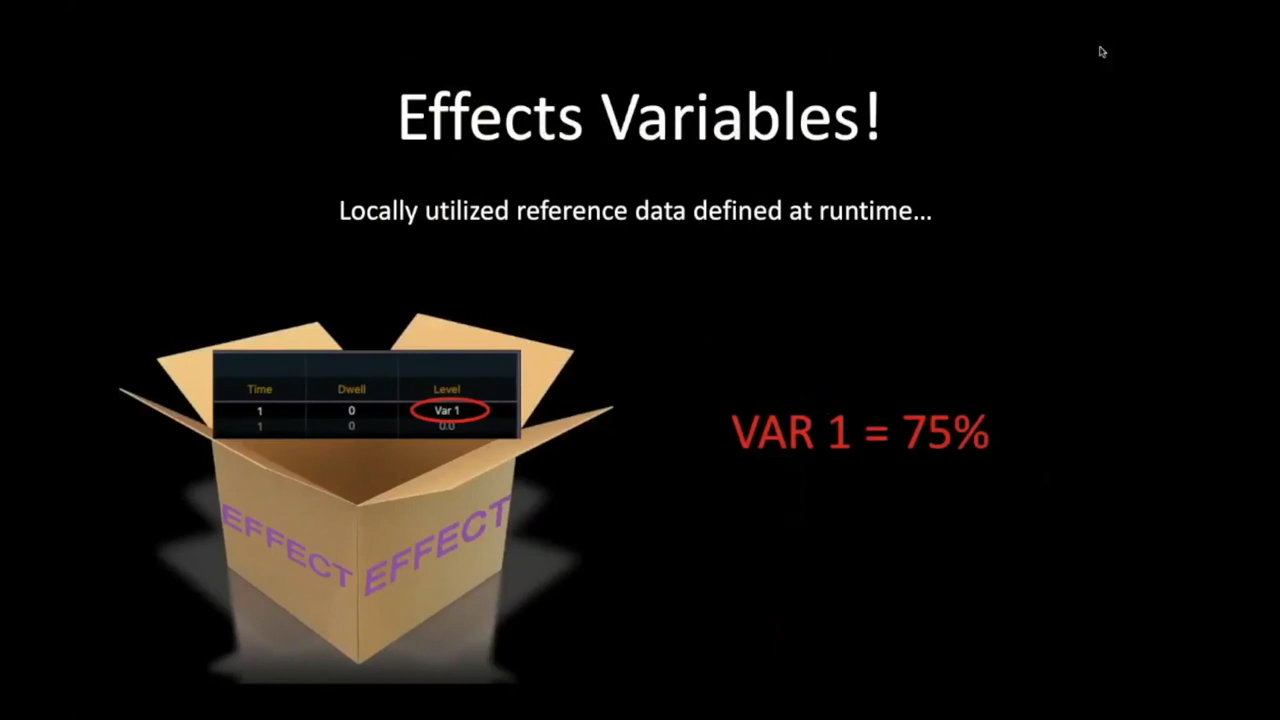 Effects Variables!
Locally utilized reference data defined at runtime...
Time Dwell Level
1 0 Var 1
1 0 0.0
VAR 1 = 75%
EFFECT EFFECT